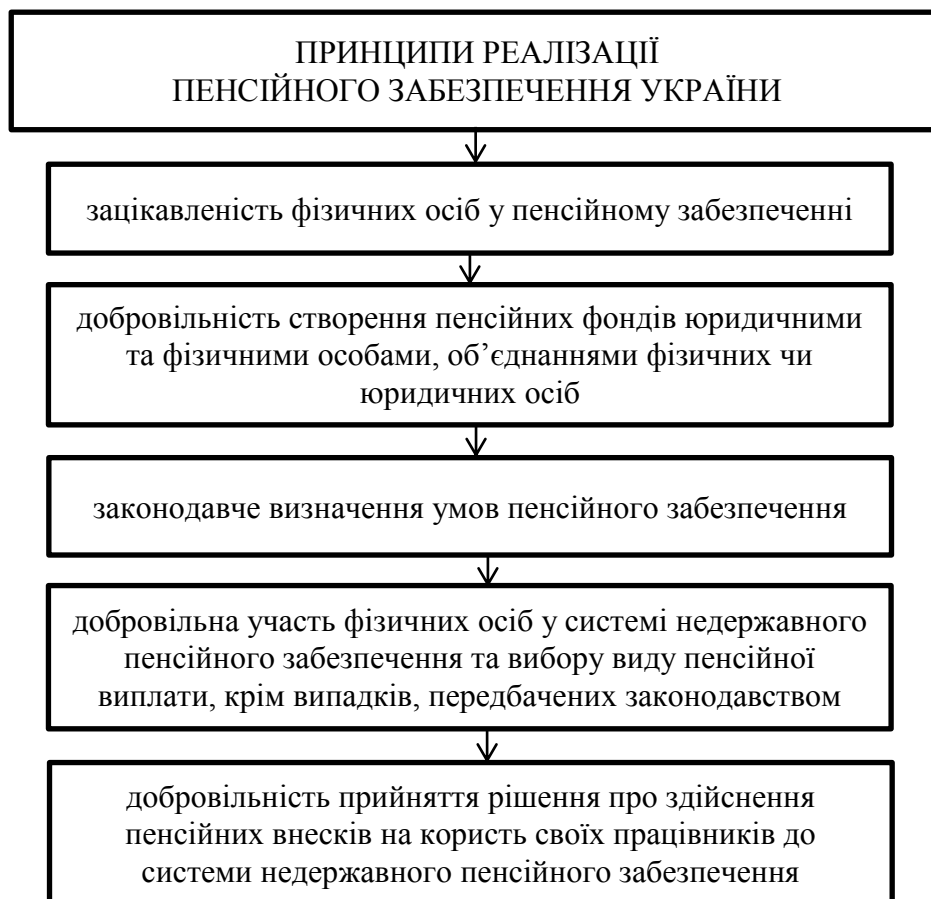 ПРИНЦИПИ РЕАЛІЗАЦІЇ
ПЕНСІЙНОГО ЗАБЕЗПЕЧЕННЯ УКРАЇНИ
зацікавленість фізичних осіб у пенсійному забезпеченні
добровільність створення пенсійних фондів юридичними
та фізичними особами, об’єднаннями фізичних чи
юридичних осіб
законодавче визначення умов пенсійного забезпечення
добровільна участь фізичних осіб у системі недержавного
пенсійного забезпечення та вибору виду пенсійної
виплати, крім випадків, передбачених законодавством
добровільність прийняття рішення про здійснення
пенсійних внесків на користь своїх працівників до
системи недержавного пенсійного забезпечення